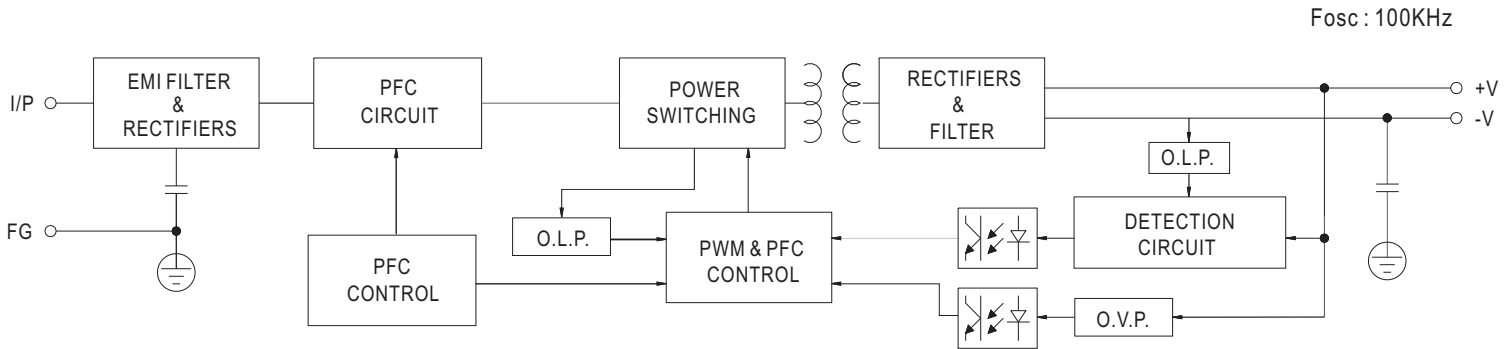 Fosc : 100KHz
I/P
EMI FILTER
&
RECTIFIERS
PFC
CIRCUIT
POWER
SWITCHING
RECTIFIERS
&
FILTER
+V
-V
O.L.P.
FG
O.L.P.
PFC
CONTROL
PWM & PFC
CONTROL
DETECTION
CIRCUIT
O.V.P.